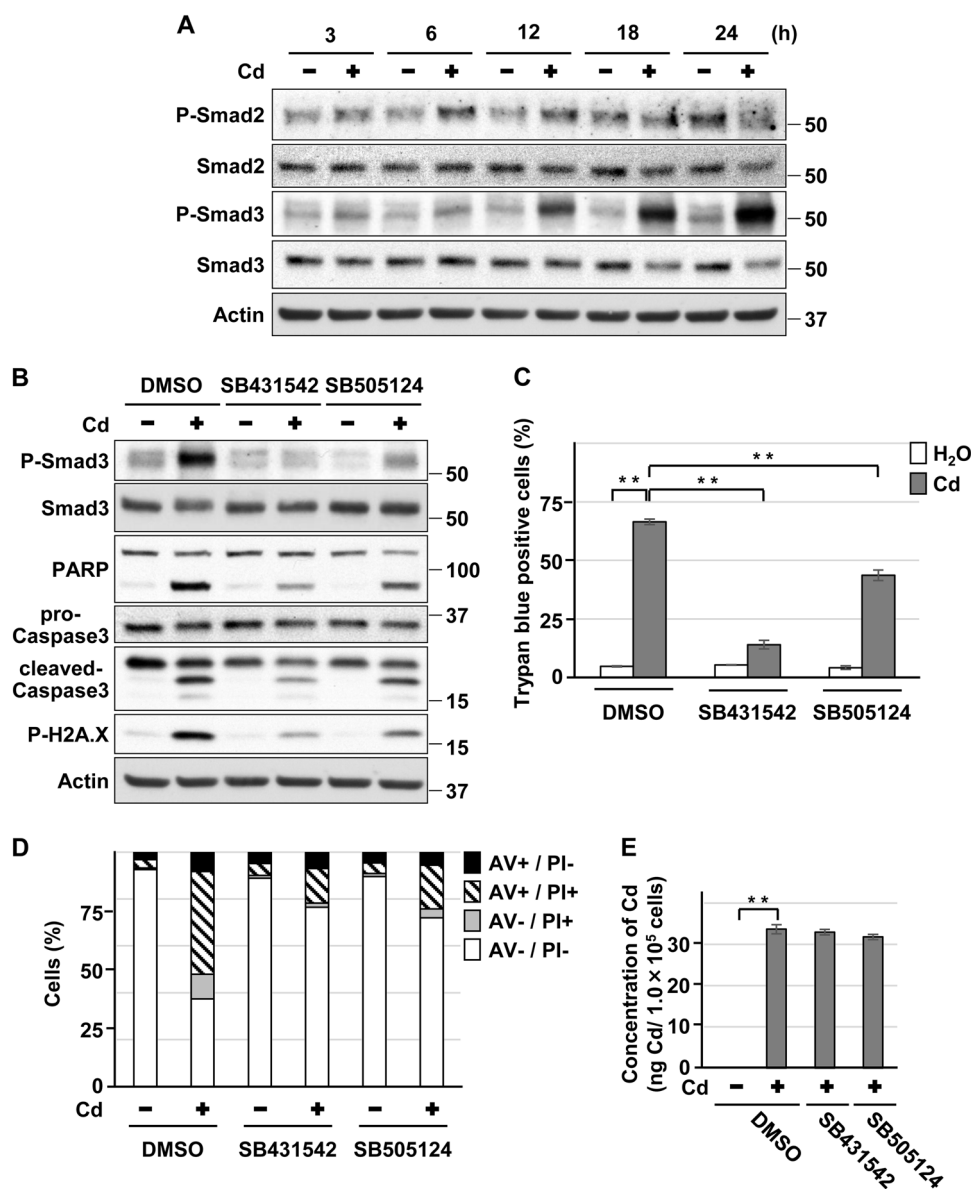 A
3 6 12 18 24 (h)
Cd − + − + − + − + − +
P-Smad2 50
Smad2 50
P-Smad3 50
Smad3 50
Actin 37
B
DMSO SB431542 SB505124
Cd − + − + − +
P-Smad3 50
Smad3 50
PARP 100
pro-
Caspase3 37
cleaved-
Caspase3 15
P-H2A.X 15
Actin 37
C
Trypan blue positive cells (%)
75
50
25
0
** ** **
H₂O
Cd
DMSO SB431542 SB505124
D
Cells (%)
75
50
25
0
AV+ / PI-
AV+ / PI+
AV- / PI+
AV- / PI-
Cd − + − + − +
DMSO SB431542 SB505124
E
Concentration of Cd
(ng Cd/ 1.0 × 10⁵ cells)
30
20
10
0
**
Cd − + + +
DMSO
SB431542
SB505124